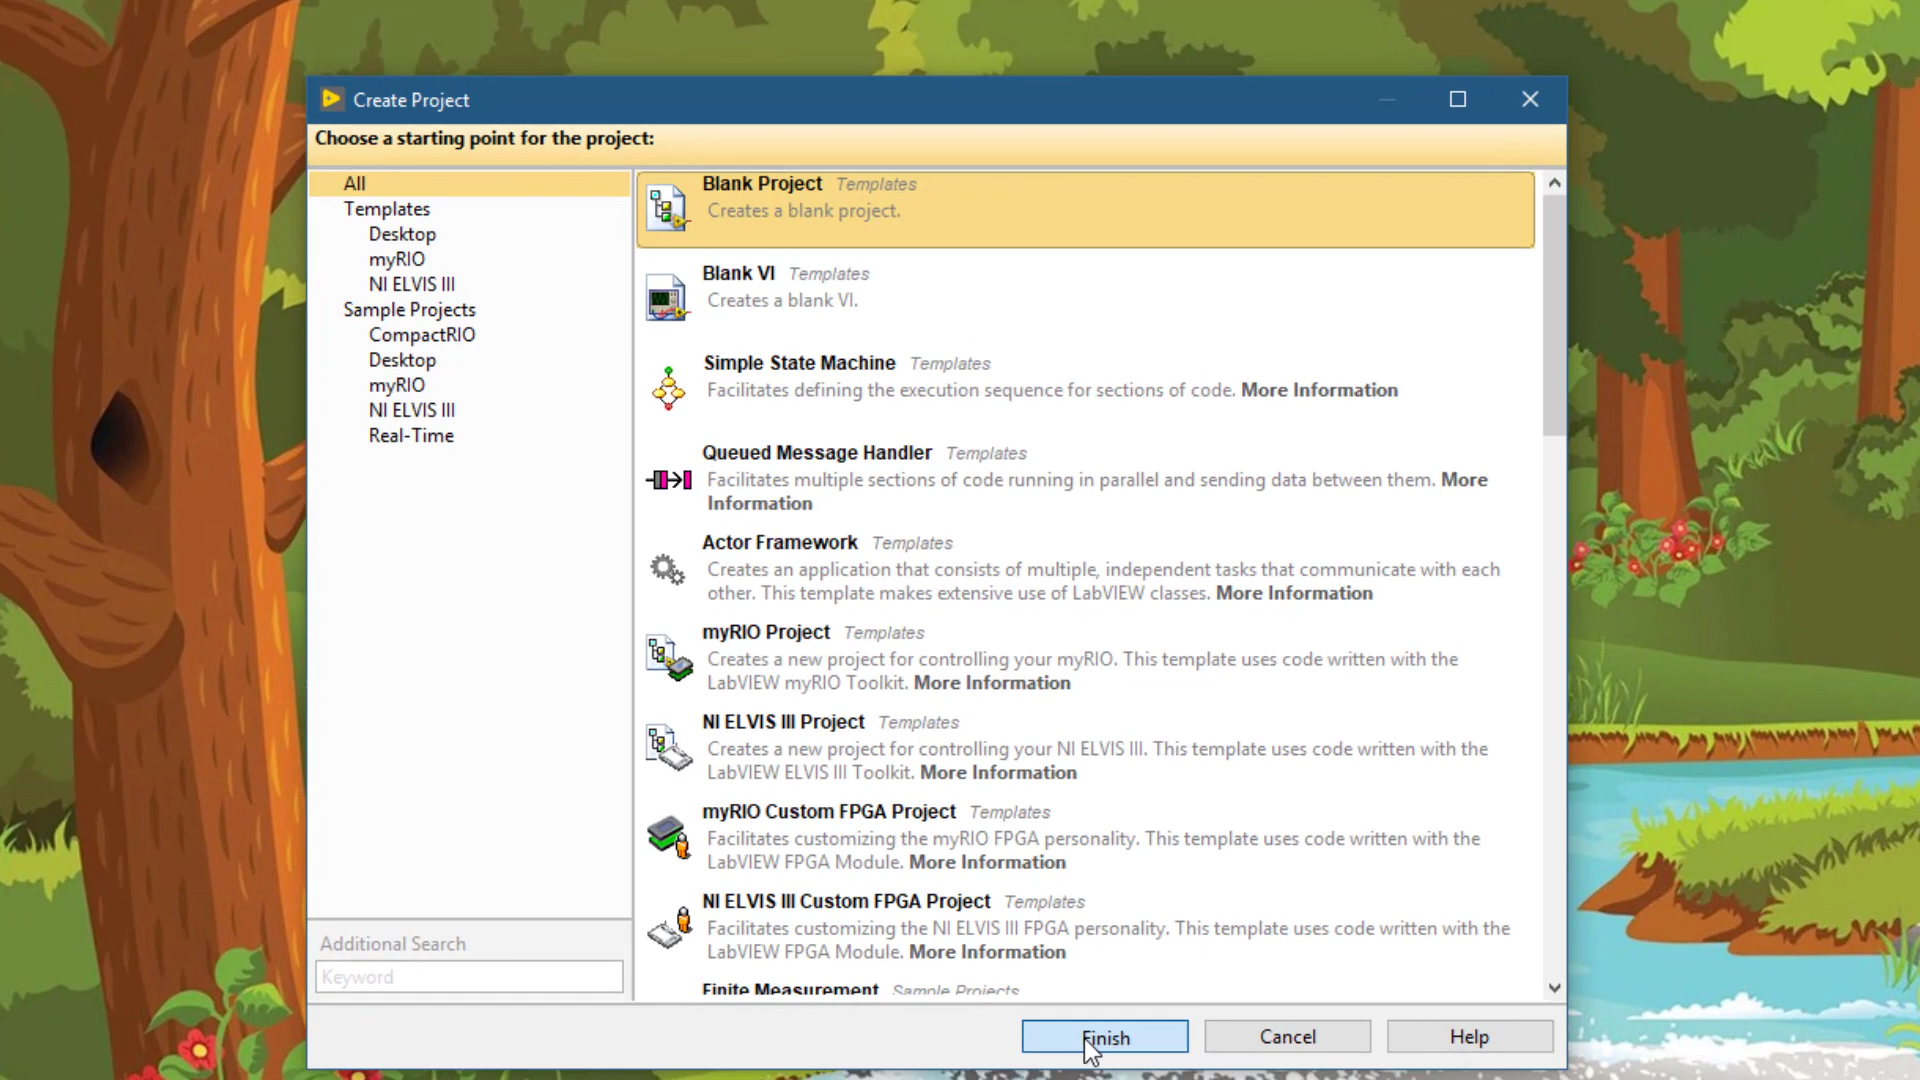 Create Project
Choose a starting point for the project:
All
Templates
Desktop
myRIO
NI ELVIS III
Sample Projects
CompactRIO
Desktop
myRIO
NI ELVIS III
Real-Time
Additional Search
Keyword
Blank Project Templates
Creates a blank project.
Blank VI Templates
Creates a blank VI.
Simple State Machine Templates
Facilitates defining the execution sequence for sections of code. More Information
Queued Message Handler Templates
Facilitates multiple sections of code running in parallel and sending data between them. More
Information
Actor Framework Templates
Creates an application that consists of multiple, independent tasks that communicate with each
other. This template makes extensive use of LabVIEW classes. More Information
myRIO Project Templates
Creates a new project for controlling your myRIO. This template uses code written with the
LabVIEW myRIO Toolkit. More Information
NI ELVIS III Project Templates
Creates a new project for controlling your NI ELVIS III. This template uses code written with the
LabVIEW ELVIS III Toolkit. More Information
myRIO Custom FPGA Project Templates
Facilitates customizing the myRIO FPGA personality. This template uses code written with the
LabVIEW FPGA Module. More Information
NI ELVIS III Custom FPGA Project Templates
Facilitates customizing the NI ELVIS III FPGA personality. This template uses code written with the
LabVIEW FPGA Module. More Information
Finite Measurement Sample Projects
Finish
Cancel
Help